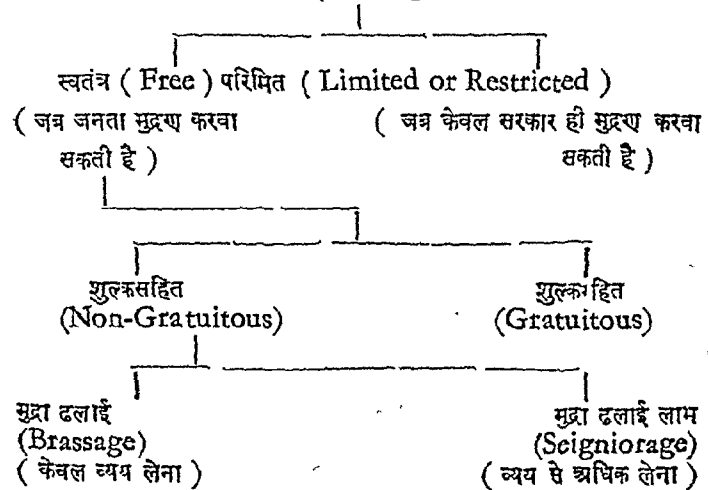 स्वतंत्र ( Free ) परिमित ( Limited or Restricted )
( जब जनता मुद्रण करवा ( जब केवल सरकार ही मुद्रण करवा
सकती है ) सकती है )
शुल्कसहित शुल्करहित
(Non-Gratuitous) (Gratuitous)
मुद्रा ढलाई मुद्रा ढलाई लाभ
(Brassage) (Seigniorage)
( केवल व्यय लेना ) ( व्यय से अधिक लेना )